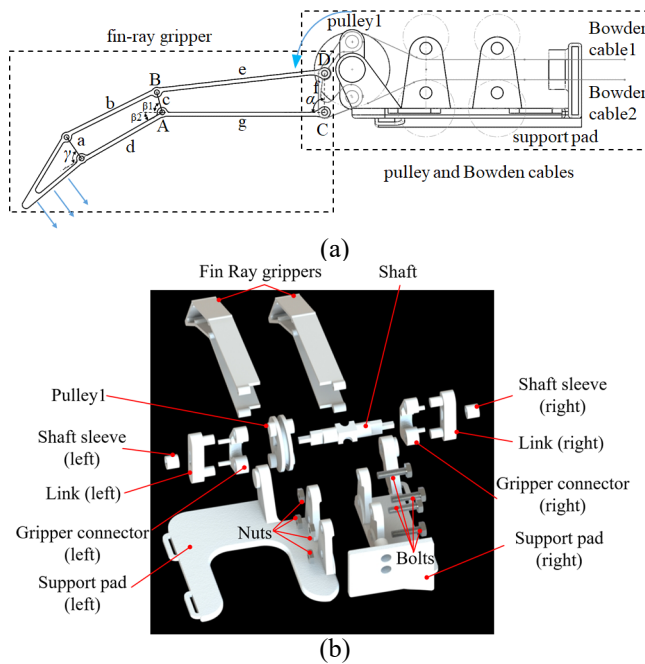 fin-ray gripper
pulley1
Bowden
cable1
Bowden
cable2
support pad
pulley and Bowden cables
B
e
D
f
b
β1
c
β2
α
A
g
C
a
d
γ
(a)
Fin Ray grippers
Shaft
Pulley1
Shaft sleeve
(left)
Link (left)
Gripper connector
(left)
Support pad
(left)
Nuts
Bolts
Shaft sleeve
(right)
Link (right)
Gripper connector
(right)
Support pad
(right)
(b)